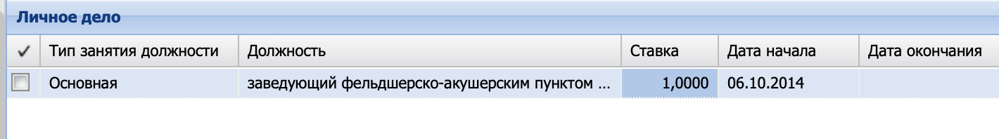 Личное дело
Тип занятия должности Должность Ставка Дата начала Дата окончания
Основная заведующий фельдшерско-акушерским пунктом ... 1,0000 06.10.2014